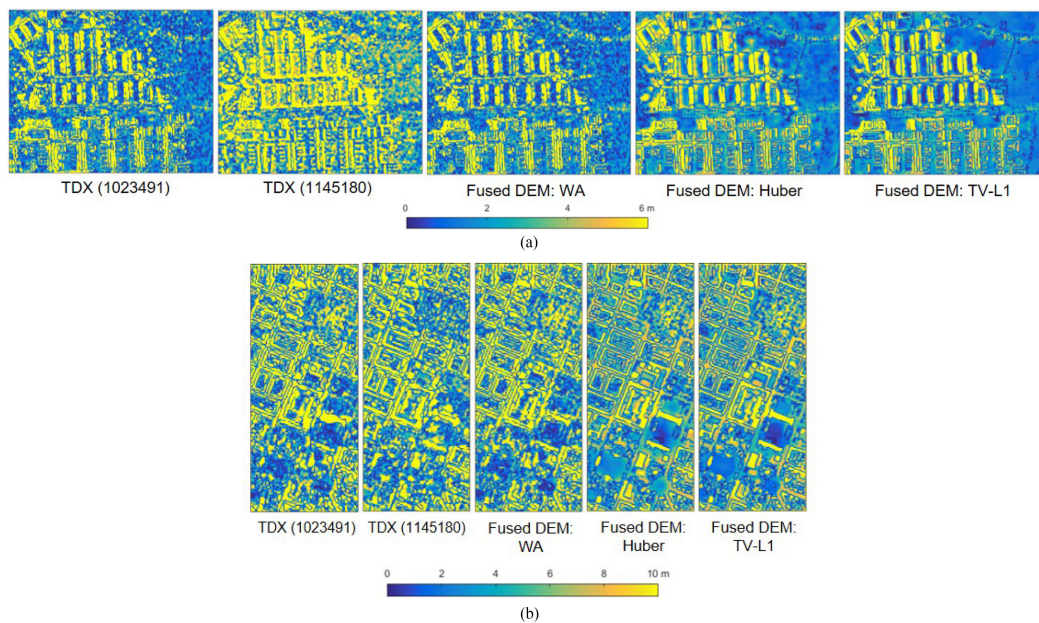 TDX (1023491)
TDX (1145180)
Fused DEM: WA
Fused DEM: Huber
Fused DEM: TV-L1
0 2 4 6 m
(a)
TDX (1023491)
TDX (1145180)
Fused DEM:
WA
Fused DEM:
Huber
Fused DEM:
TV-L1
0 2 4 6 8 10 m
(b)